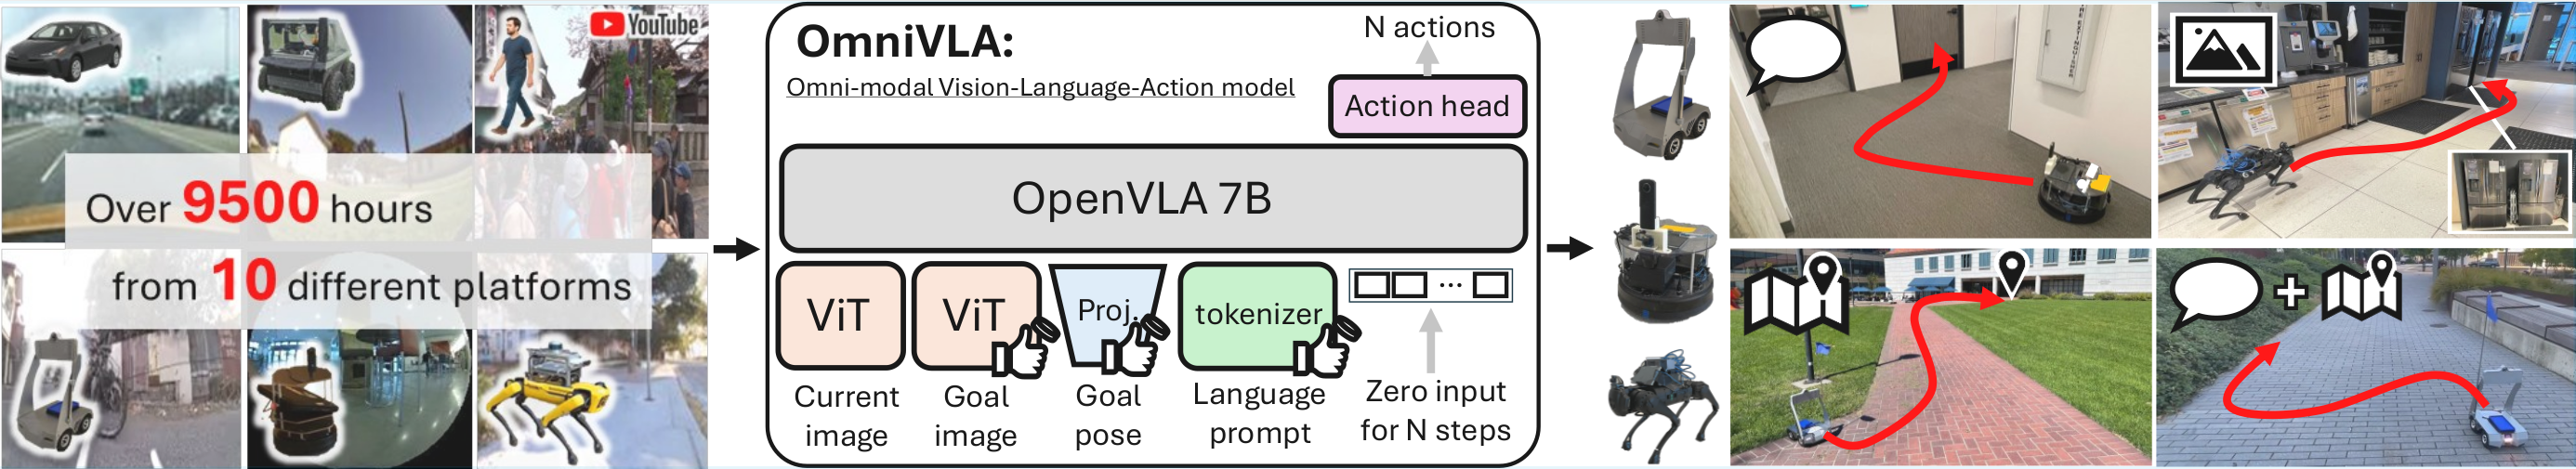 YouTube
Over 9500 hours
from 10 different platforms
OmniVLA:
Omni-modal Vision-Language-Action model
N actions
Action head
OpenVLA 7B
ViT
ViT
Proj.
tokenizer
...
Current
image
Goal
image
Goal
pose
Language
prompt
Zero input
for N steps